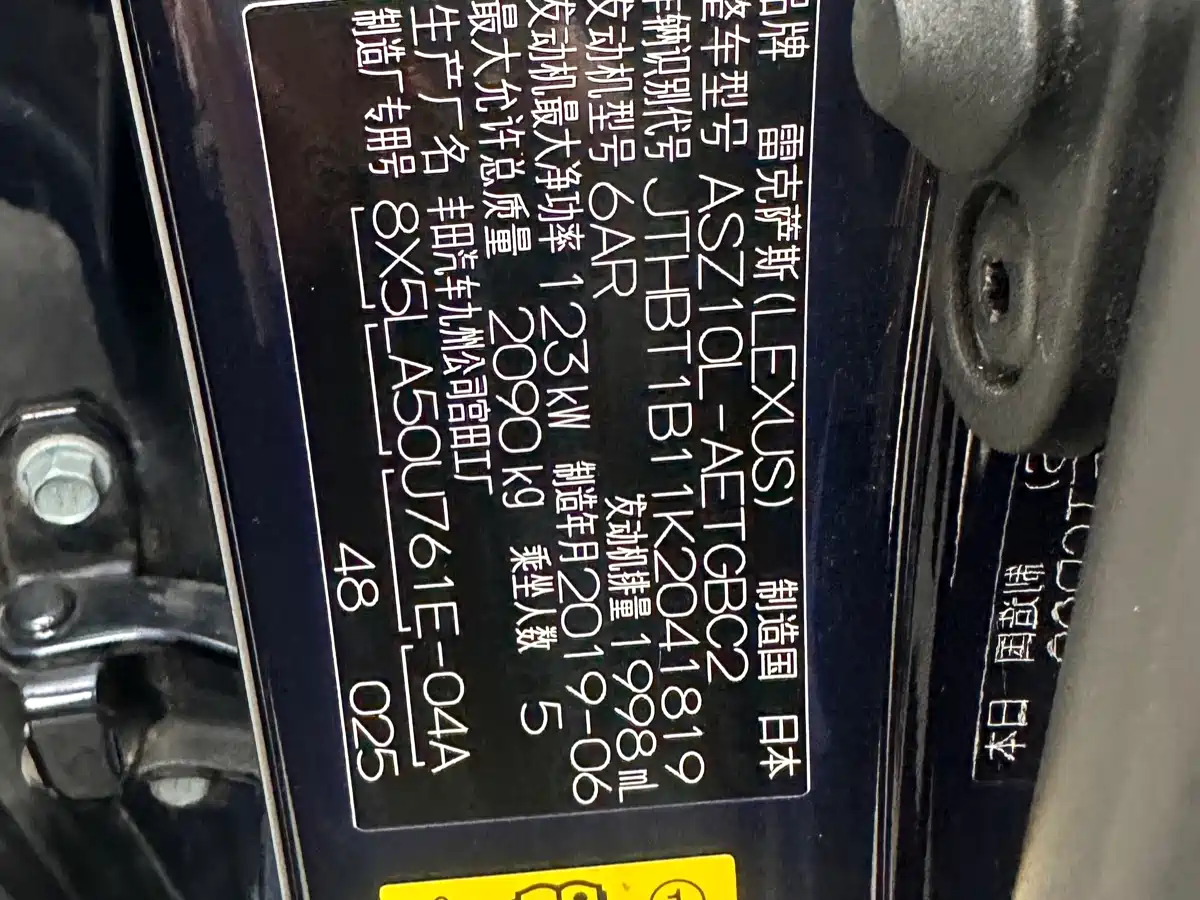 品牌 雷克萨斯(LEXUS) 制造国 日本
整车型号 ASZ10L-AETGBC2
车辆识别代号 JTHBT1B11K2041819
发动机型号 6AR 发动机排量 1998㎖
发动机最大净功率 123kW 制造年月 2019-06
最大允许总质量 2090kg 乘坐人数 5
生产厂名 丰田汽车九州公司宫田工厂
制造厂专用号 8X5LA50U761E-04A
48 025
日本